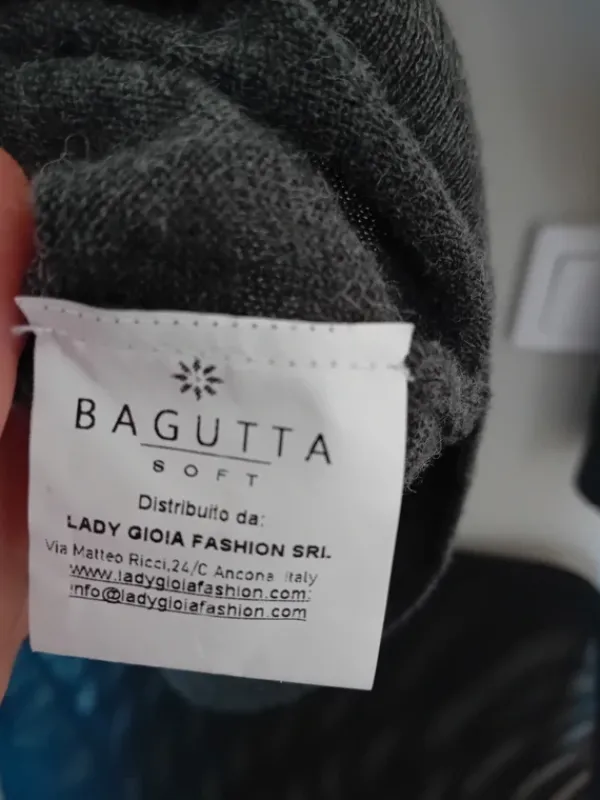 BAGUTTA
SOFT
Distribuito da:
LADY GIOIA FASHION SRL
Via Matteo Ricci,24/C Ancona Italy
www.ladygioiafashion.com
info@ladygioiafashion.com